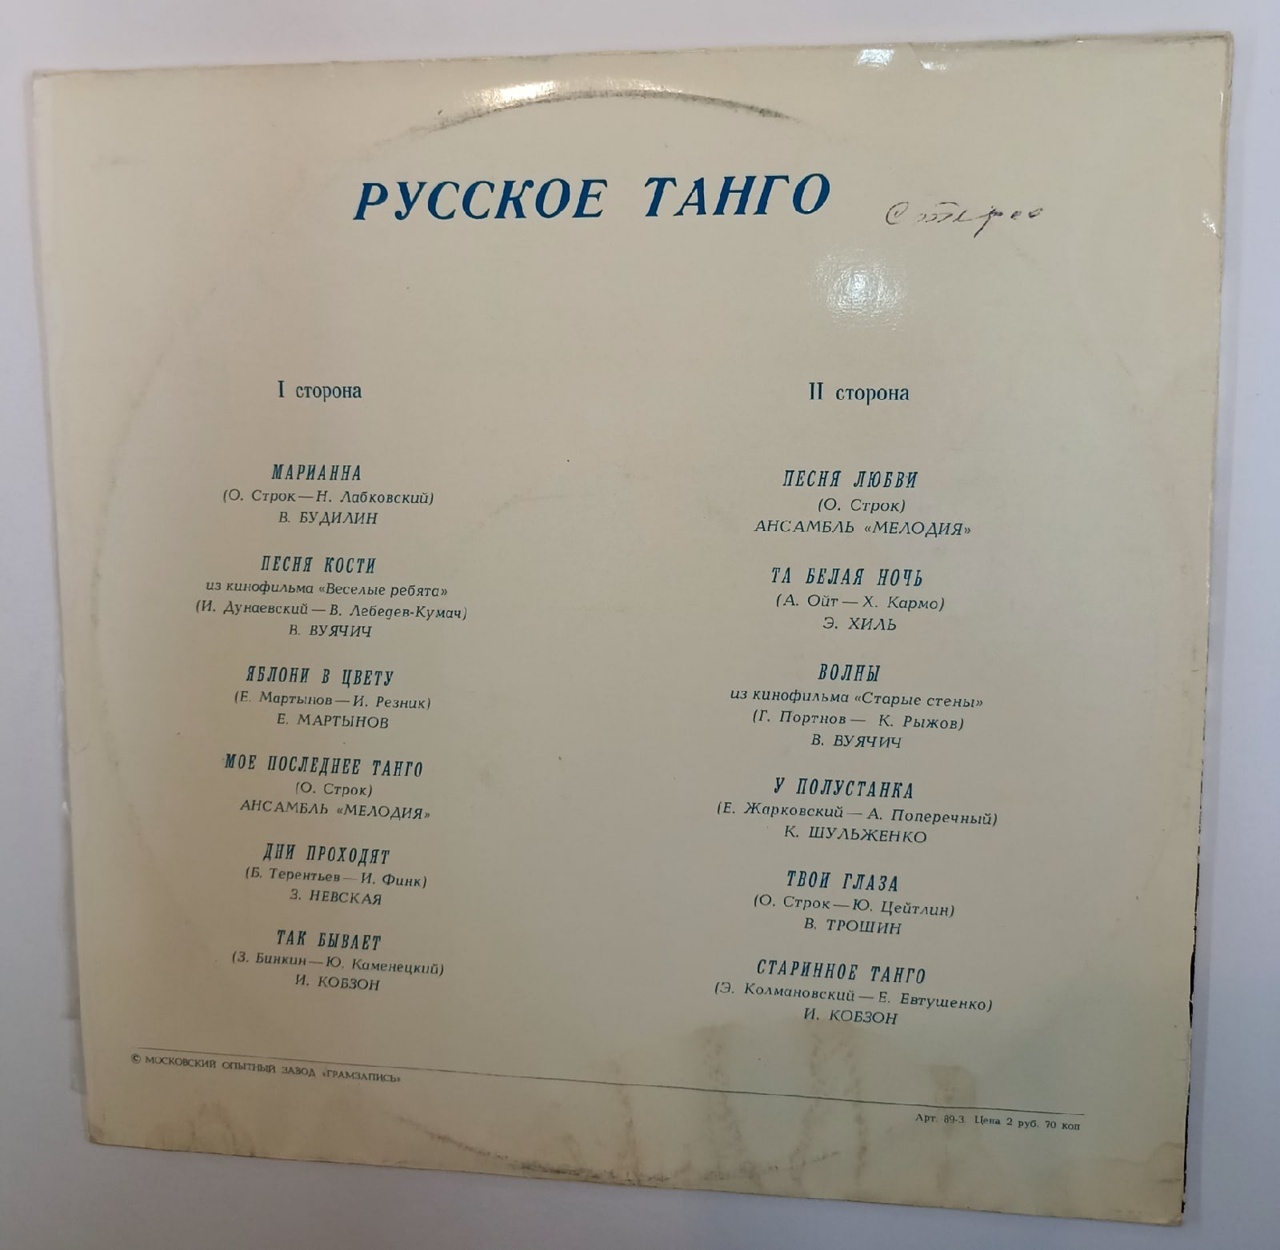 РУССКОЕ ТАНГО
Стерео
I сторона
МАРИАННА
(О. Строк — Н. Лабковский)
В. БУДИЛИН
ПЕСНЯ КОСТИ
из кинофильма «Веселые ребята»
(И. Дунаевский — В. Лебедев-Кумач)
В. ВУЯЧИЧ
ЯБЛОНИ В ЦВЕТУ
(Е. Мартынов — И. Резник)
Е. МАРТЫНОВ
МОЕ ПОСЛЕДНЕЕ ТАНГО
(О. Строк)
АНСАМБЛЬ «МЕЛОДИЯ»
ДНИ ПРОХОДЯТ
(Б. Терентьев — И. Финк)
З. НЕВСКАЯ
ТАК БЫВАЕТ
(З. Бинкин — Ю. Каменецкий)
И. КОБЗОН
II сторона
ПЕСНЯ ЛЮБВИ
(О. Строк)
АНСАМБЛЬ «МЕЛОДИЯ»
ТА БЕЛАЯ НОЧЬ
(А. Ойт — Х. Кармо)
Э. ХИЛЬ
ВОЛНЫ
из кинофильма «Старые стены»
(Г. Портнов — К. Рыжов)
В. ВУЯЧИЧ
У ПОЛУСТАНКА
(Е. Жарковский — А. Поперечный)
К. ШУЛЬЖЕНКО
ТВОИ ГЛАЗА
(О. Строк — Ю. Цейтлин)
В. ТРОШИН
СТАРИННОЕ ТАНГО
(Э. Колмановский — Е. Евтушенко)
И. КОБЗОН
© МОСКОВСКИЙ ОПЫТНЫЙ ЗАВОД «ГРАМЗАПИСЬ»
Арт. 89-3. Цена 2 руб. 70 коп